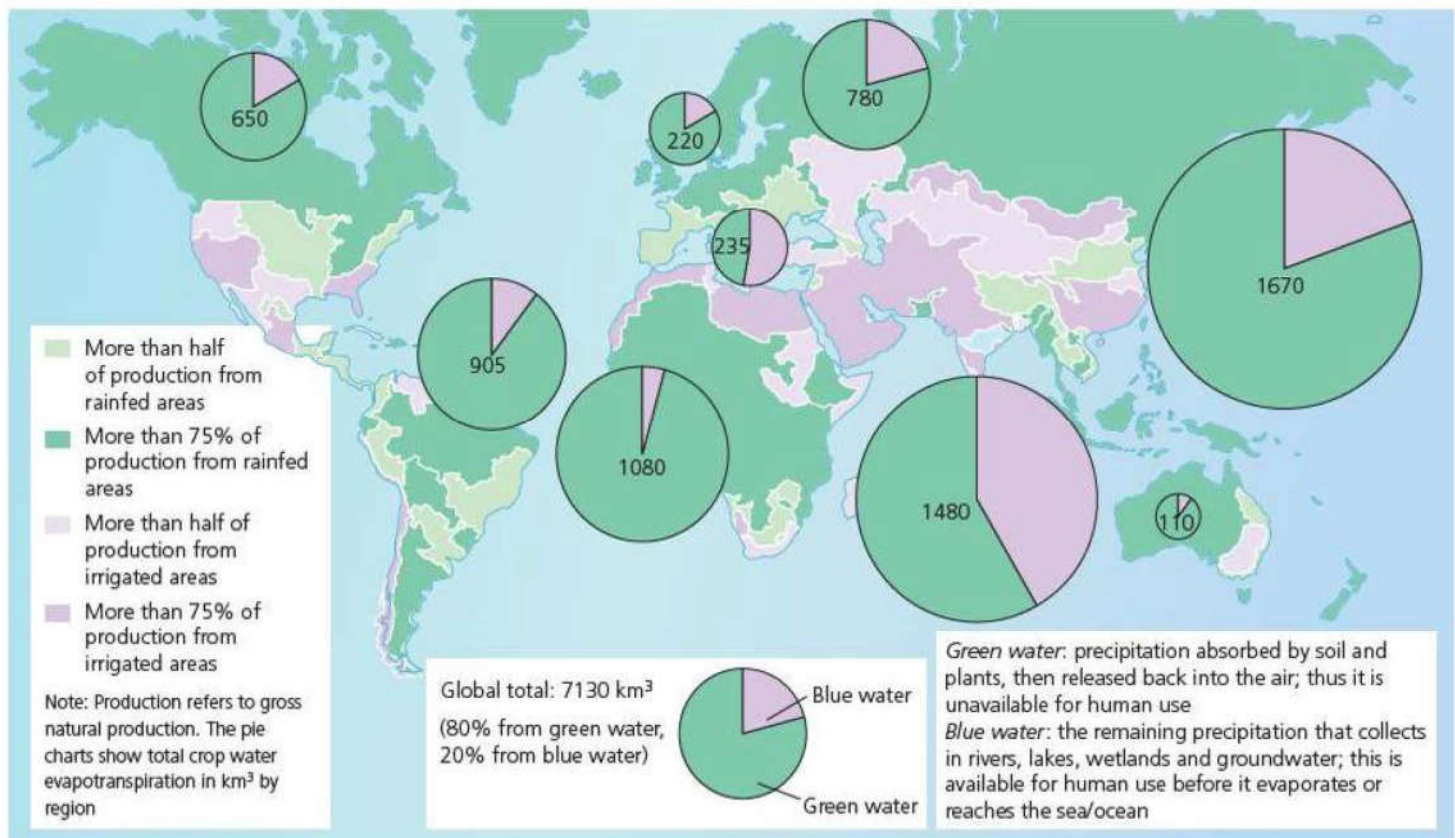 650
220
780
235
1670
905
1080
1480
110
More than half
of production from
rainfed areas
More than 75% of
production from rainfed
areas
More than half of
production from
irrigated areas
More than 75% of
production from
irrigated areas
Note: Production refers to gross
natural production. The pie
charts show total crop water
evapotranspiration in km³ by
region
Global total: 7130 km³
(80% from green water,
20% from blue water)
Blue water
Green water
Green water: precipitation absorbed by soil and
plants, then released back into the air; thus it is
unavailable for human use
Blue water: the remaining precipitation that collects
in rivers, lakes, wetlands and groundwater; this is
available for human use before it evaporates or
reaches the sea/ocean